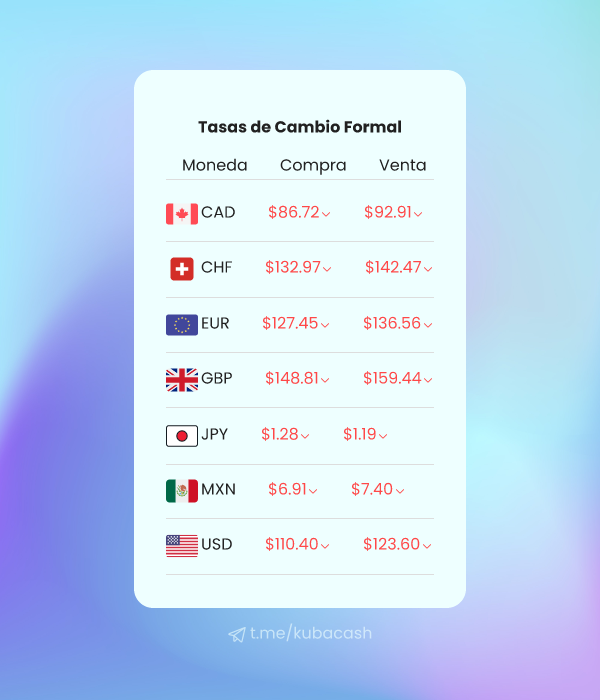 Tasas de Cambio Formal
Moneda Compra Venta
CAD $86.72 $92.91
CHF $132.97 $142.47
EUR $127.45 $136.56
GBP $148.81 $159.44
JPY $1.28 $1.19
MXN $6.91 $7.40
USD $110.40 $123.60
t.me/kubacash